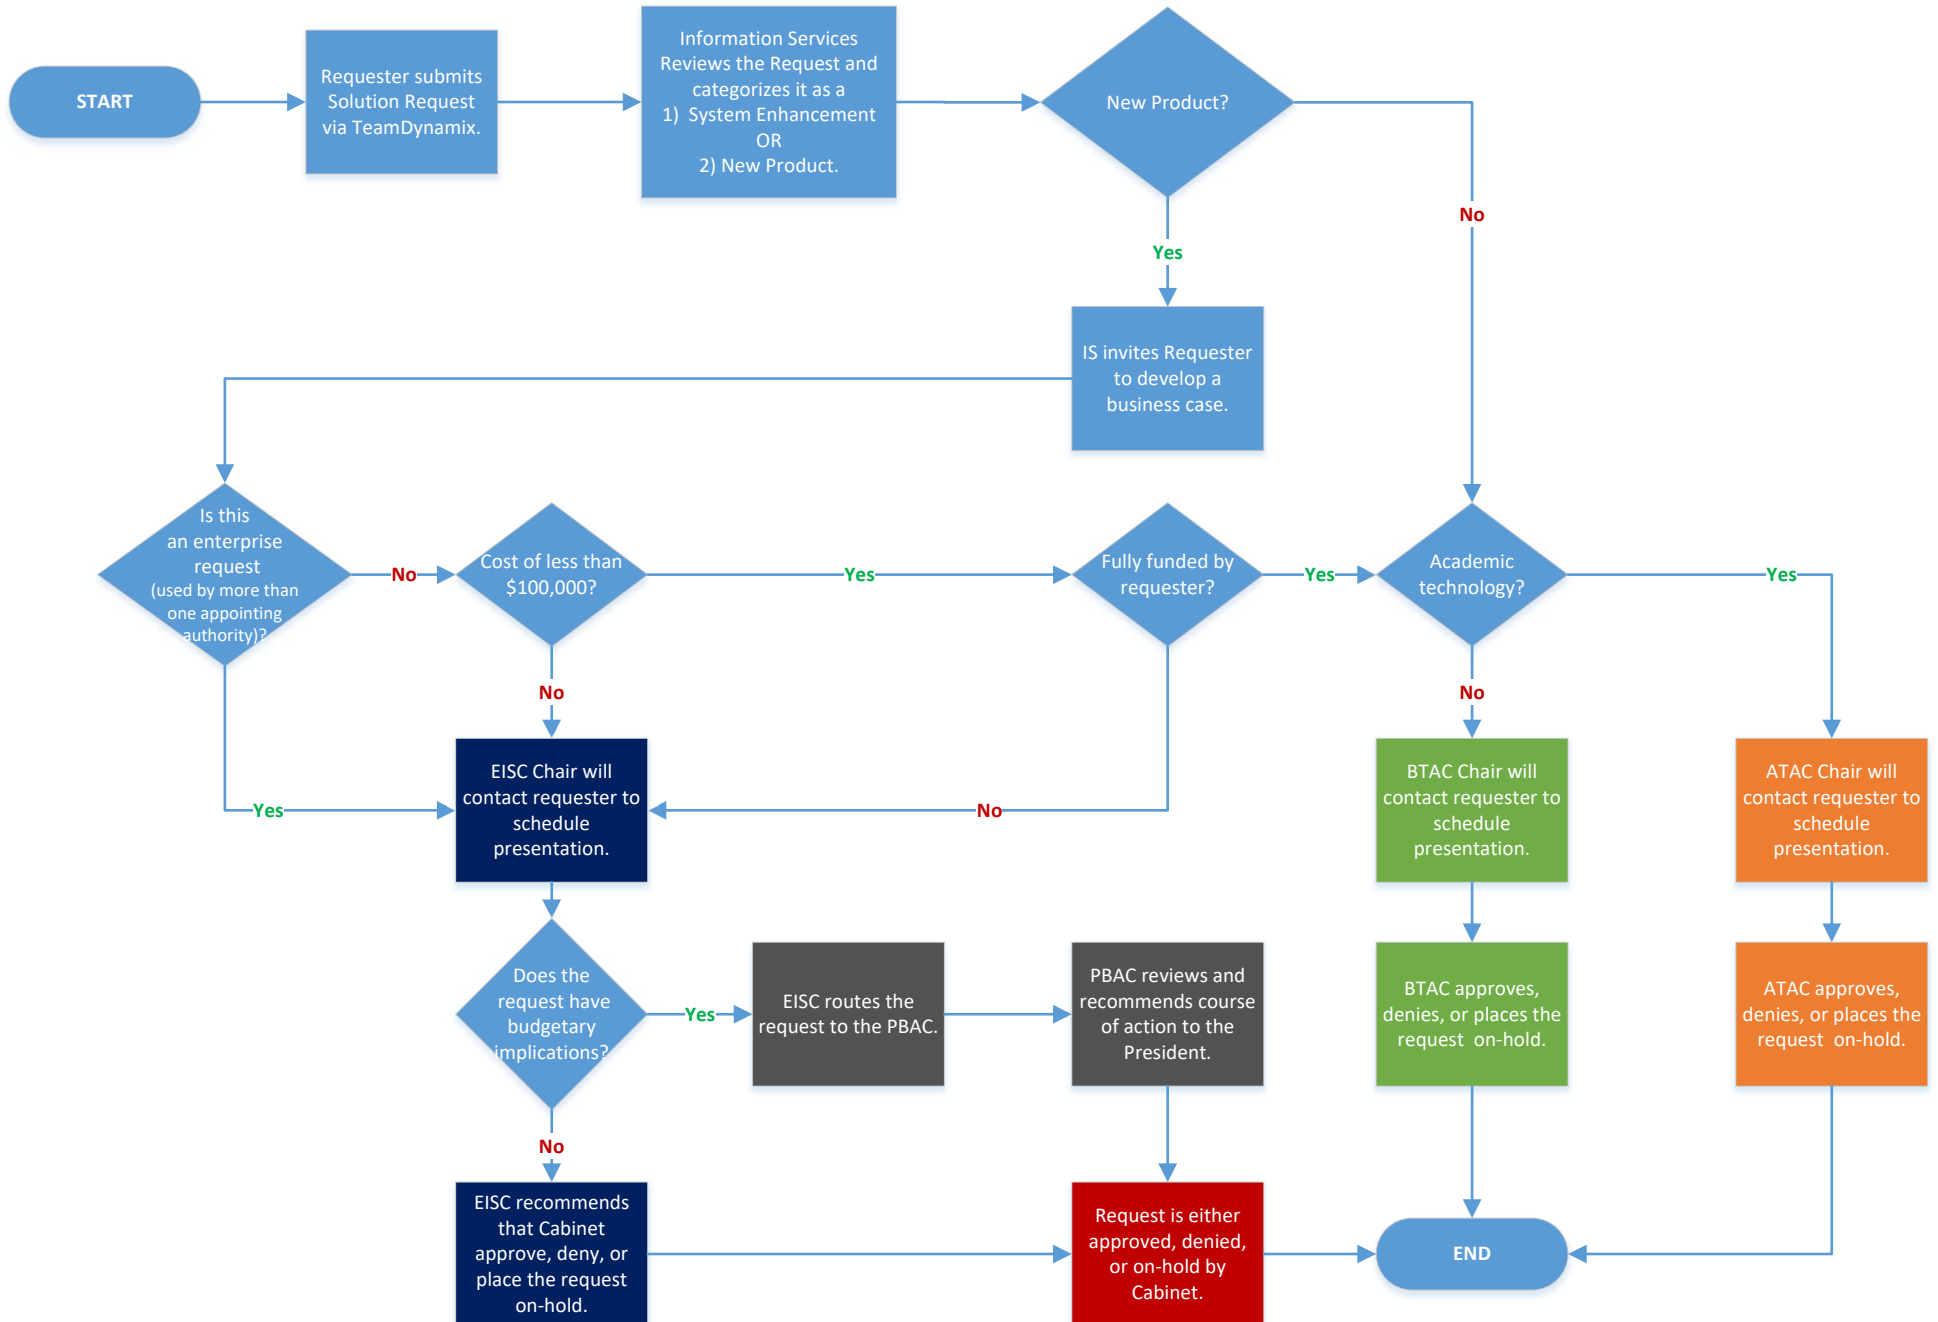 START
Requester submits
Solution Request
via TeamDynamix.
Information Services
Reviews the Request and
categorizes it as a
1)  System Enhancement
OR
2) New Product.
New Product?
No
Yes
IS invites Requester
to develop a
business case.
Is this
an enterprise
request
(used by more than
one appointing
authority)?
No
Cost of less than
$100,000?
Yes
Fully funded by
requester?
Yes
Academic
technology?
Yes
No
No
Yes
EISC Chair will
contact requester to
schedule
presentation.
No
BTAC Chair will
contact requester to
schedule
presentation.
ATAC Chair will
contact requester to
schedule
presentation.
Does the
request have
budgetary
implications?
Yes
EISC routes the
request to the PBAC.
PBAC reviews and
recommends course
of action to the
President.
BTAC approves,
denies, or places the
request  on-hold.
ATAC approves,
denies, or places the
request  on-hold.
No
EISC recommends
that Cabinet
approve, deny, or
place the request
on-hold.
Request is either
approved, denied,
or on-hold by
Cabinet.
END